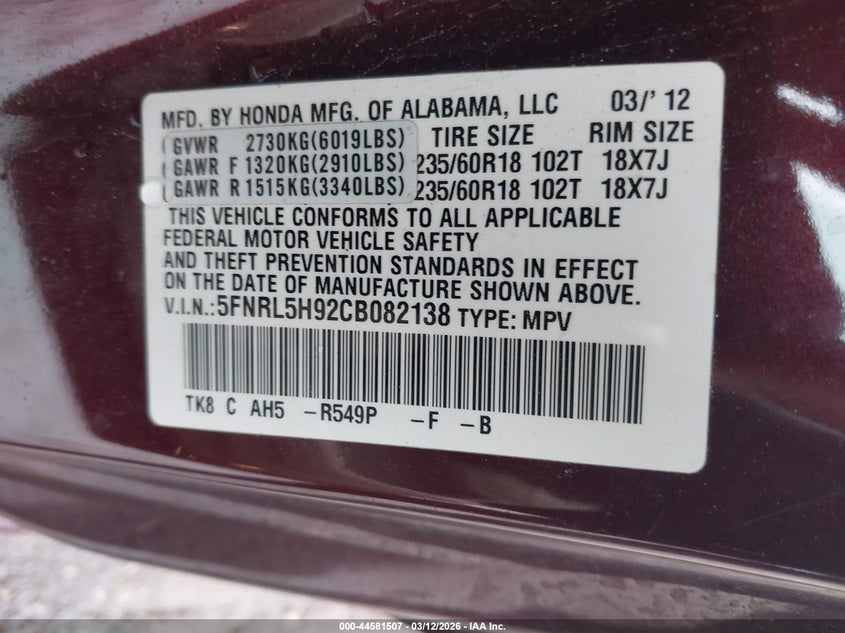 MFD. BY HONDA MFG. OF ALABAMA, LLC 03/' 12
GVWR 2730KG(6019LBS) TIRE SIZE RIM SIZE
GAWR F 1320KG(2910LBS) 235/60R18 102T 18X7J
GAWR R 1515KG(3340LBS) 235/60R18 102T 18X7J
THIS VEHICLE CONFORMS TO ALL APPLICABLE
FEDERAL MOTOR VEHICLE SAFETY
AND THEFT PREVENTION STANDARDS IN EFFECT
ON THE DATE OF MANUFACTURE SHOWN ABOVE.
V.I.N.:5FNRL5H92CB082138 TYPE: MPV
TK8 C AH5 -R549P -F -B
000-44581507 - 03/12/2026 - IAA Inc.